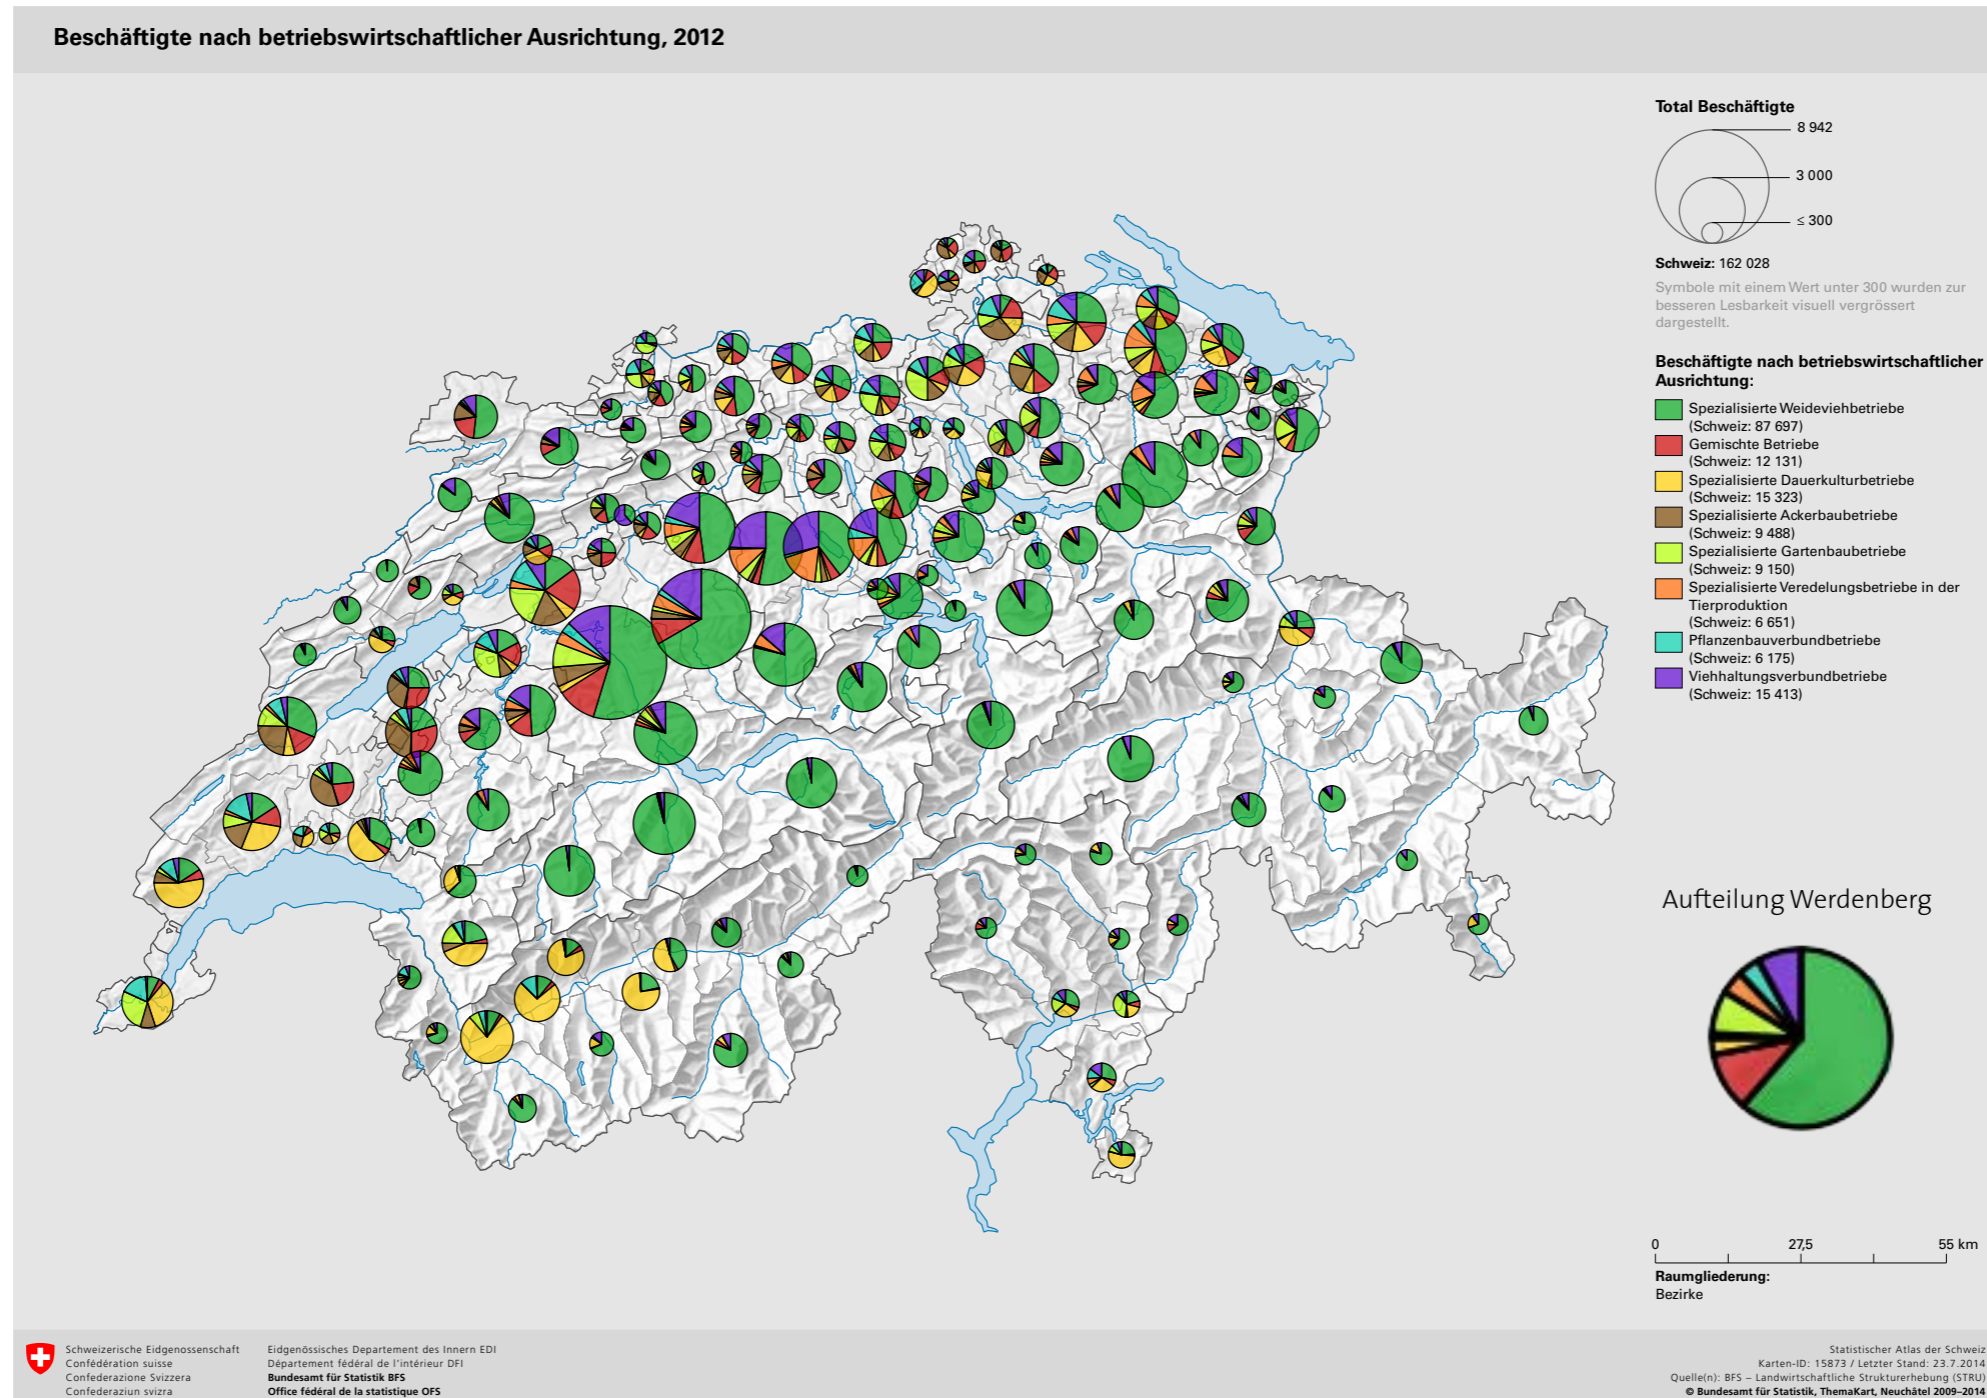 Beschäftigte nach betriebswirtschaftlicher Ausrichtung, 2012
Total Beschäftigte
8 942
3 000
≤ 300
Schweiz: 162 028
Symbole mit einem Wert unter 300 wurden zur
besseren Lesbarkeit visuell vergrössert
dargestellt.
Beschäftigte nach betriebswirtschaftlicher
Ausrichtung:
Spezialisierte Weideviehbetriebe
(Schweiz: 87 697)
Gemischte Betriebe
(Schweiz: 12 131)
Spezialisierte Dauerkulturbetriebe
(Schweiz: 15 323)
Spezialisierte Ackerbaubetriebe
(Schweiz: 9 488)
Spezialisierte Gartenbaubetriebe
(Schweiz: 9 150)
Spezialisierte Veredelungsbetriebe in der
Tierproduktion
(Schweiz: 6 651)
Pflanzenbauverbundbetriebe
(Schweiz: 6 175)
Viehhaltungsverbundbetriebe
(Schweiz: 15 413)
Aufteilung Werdenberg
0 27,5 55 km
Raumgliederung:
Bezirke
Schweizerische Eidgenossenschaft
Confédération suisse
Confederazione Svizzera
Confederaziun svizra
Eidgenössisches Departement des Innern EDI
Département fédéral de l'intérieur DFI
Bundesamt für Statistik BFS
Office fédéral de la statistique OFS
Statistischer Atlas der Schweiz
Karten-ID: 15873 / Letzter Stand: 23.7.2014
Quelle(n): BFS – Landwirtschaftliche Strukturerhebung (STRU)
© Bundesamt für Statistik, ThemaKart, Neuchâtel 2009–2014